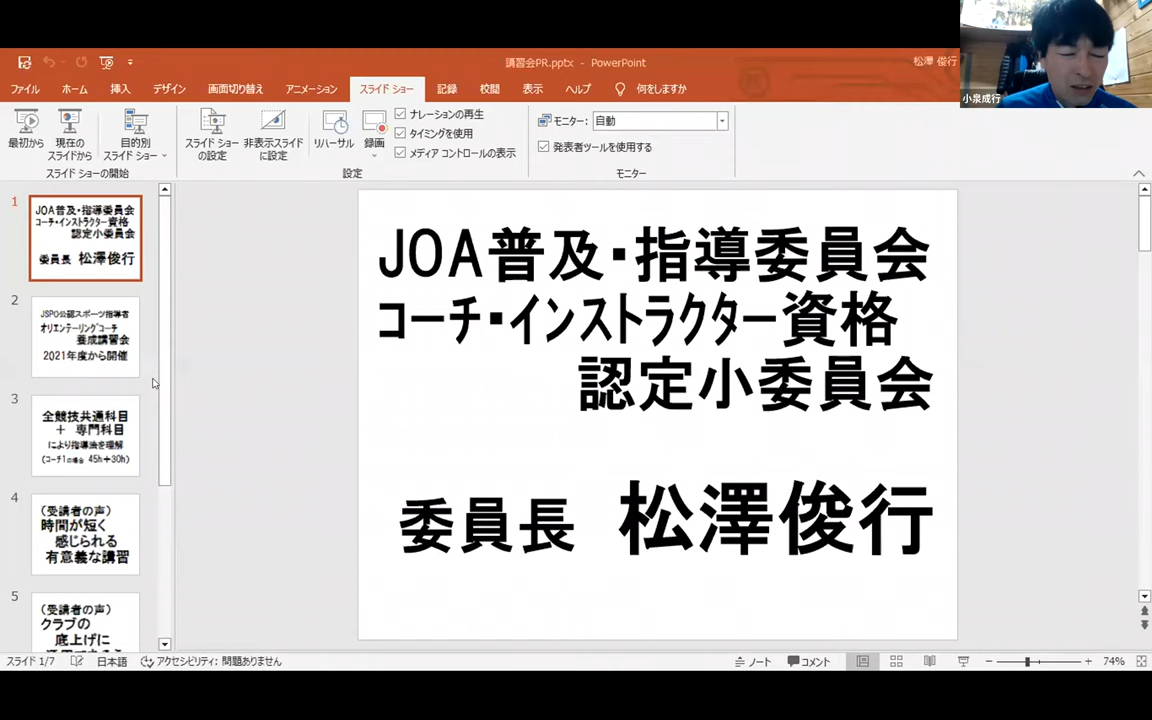 講習会PR.pptx - PowerPoint
松澤 俊行
小泉成行
ファイル ホーム 挿入 デザイン 画面切り替え アニメーション スライド ショー 記録 校閲 表示 ヘルプ 何をしますか
最初から
現在の
スライドから
目的別
スライド ショー
スライド ショーの開始
スライド ショー
の設定
非表示スライド
に設定
リハーサル
録画
ナレーションの再生
タイミングを使用
メディア コントロールの表示
設定
モニター: 自動
発表者ツールを使用する
モニター
1
JOA普及・指導委員会
コーチ・インストラクター資格
認定小委員会
委員長 松澤俊行
2
JSPO公認スポーツ指導者
オリエンテーリングコーチ
養成講習会
2021年度から開催
3
全競技共通科目
+ 専門科目
により指導法を理解
(コーチ1の場合 45h+30h)
4
(受講者の声)
時間が短く
感じられる
有意義な講習
5
(受講者の声)
クラブの
底上げに
JOA普及・指導委員会
コーチ・インストラクター資格
認定小委員会
委員長 松澤俊行
スライド 1/7 日本語 アクセシビリティ: 問題ありません ノート コメント 74%